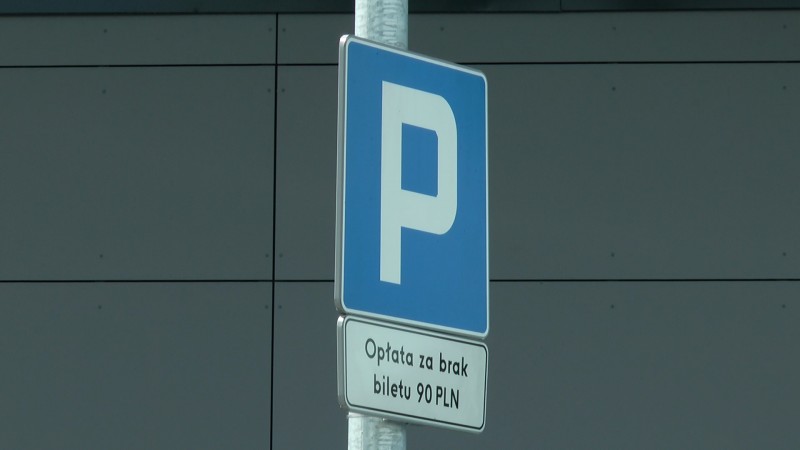 P
Opłata za brak
biletu 90 PLN